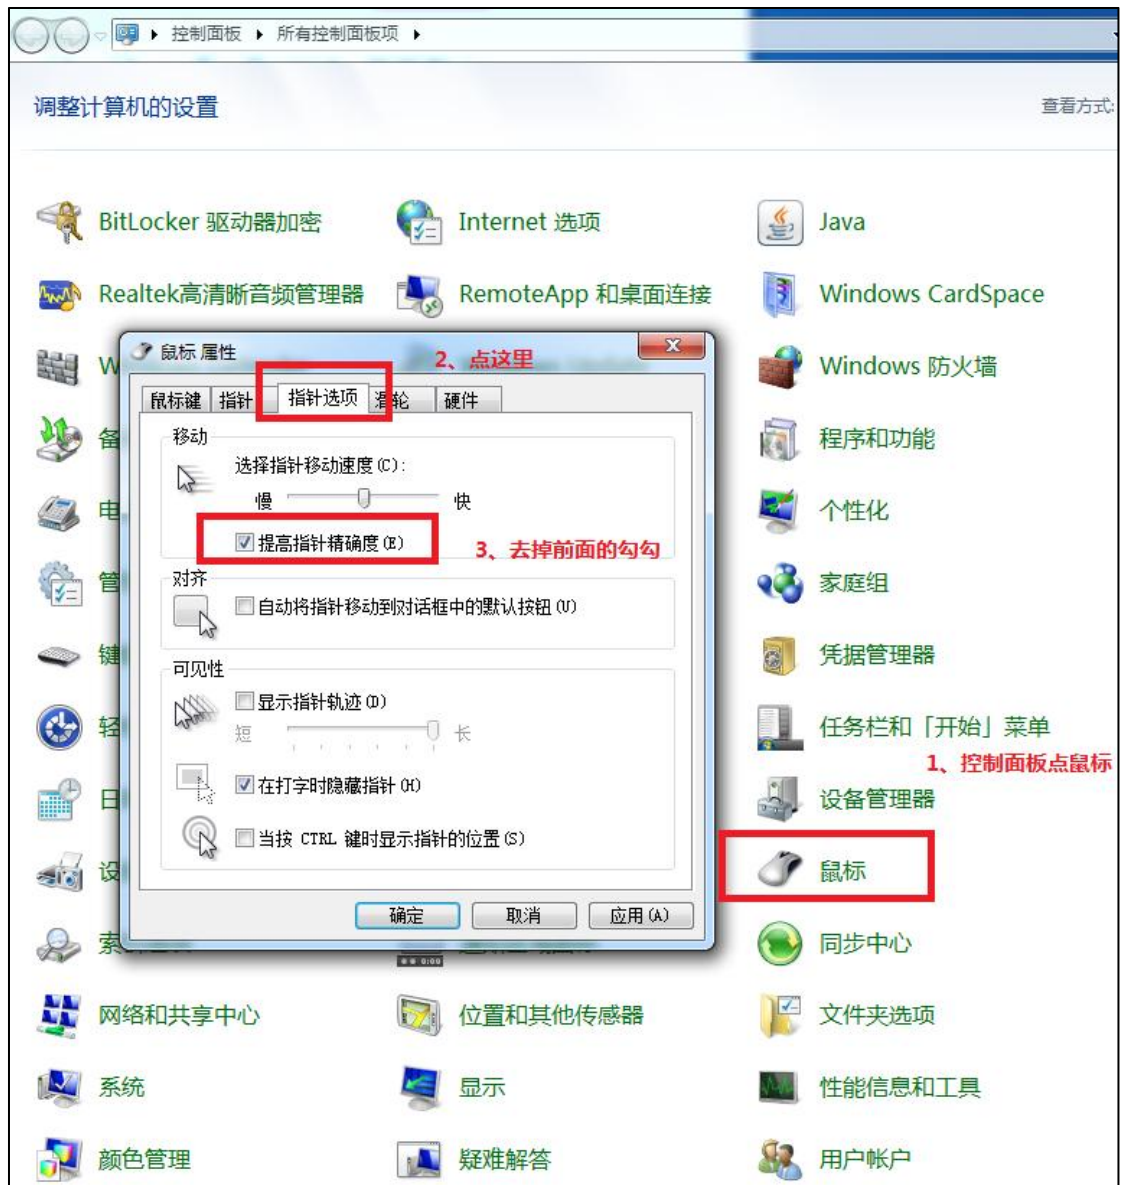 控制面板 ▸ 所有控制面板项 ▸
调整计算机的设置
查看方式:
BitLocker 驱动器加密
Internet 选项
Java
Realtek高清晰音频管理器
RemoteApp 和桌面连接
Windows CardSpace
W
Windows 防火墙
备
程序和功能
电
个性化
管
家庭组
键
凭据管理器
轻
任务栏和「开始」菜单
1、控制面板点鼠标
日
设备管理器
设
鼠标
索
同步中心
网络和共享中心
位置和其他传感器
文件夹选项
系统
显示
性能信息和工具
颜色管理
疑难解答
用户帐户
鼠标 属性
2、点这里
鼠标键
指针
指针选项
滑轮
硬件
移动
选择指针移动速度(C):
慢
快
提高指针精确度(E)
3、去掉前面的勾勾
对齐
自动将指针移动到对话框中的默认按钮(U)
可见性
显示指针轨迹(D)
短
长
在打字时隐藏指针(H)
当按 CTRL 键时显示指针的位置(S)
确定
取消
应用(A)